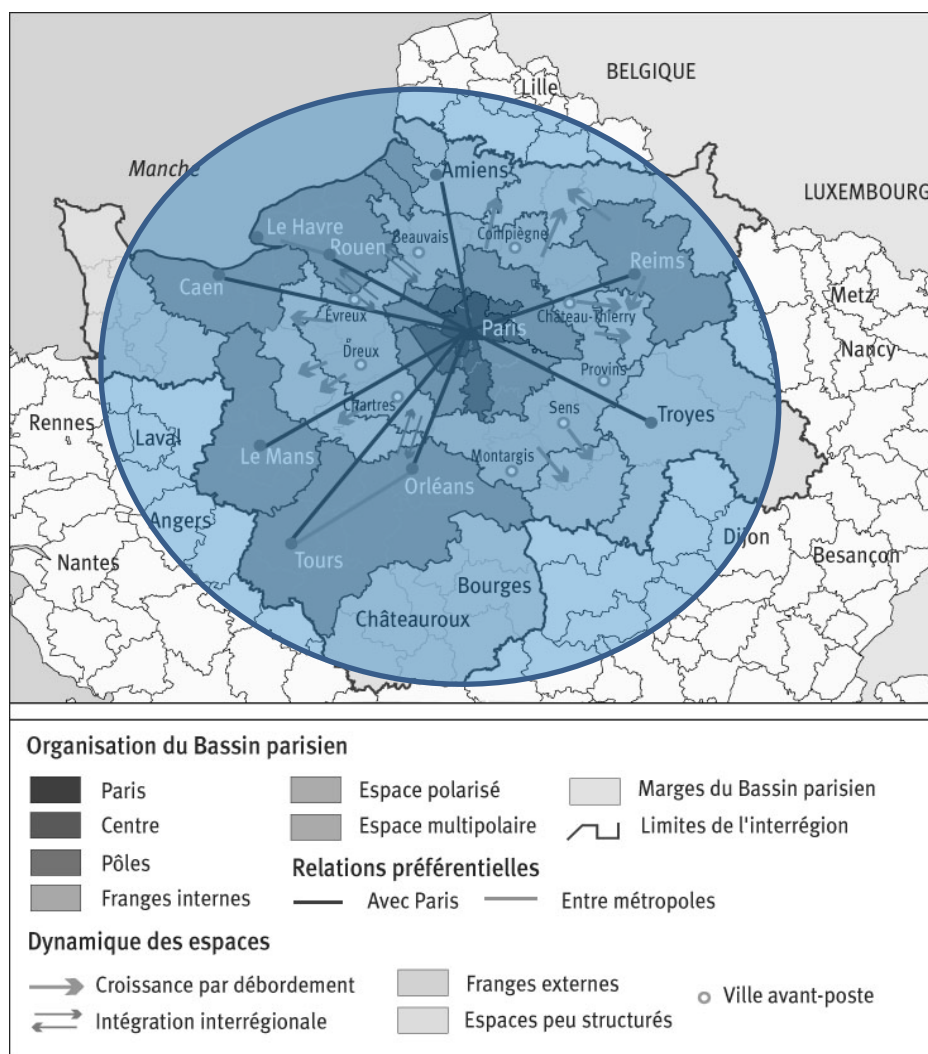 BELGIQUE
Lille
Manche
Amiens
LUXEMBOURG
Le Havre
Rouen
Beauvais
Compiègne
Caen
Reims
Metz
Évreux
Paris
Château-Thierry
Nancy
Dreux
Provins
Rennes
Laval
Chartres
Sens
Troyes
Le Mans
Montargis
Orléans
Angers
Dijon
Nantes
Tours
Besançon
Bourges
Châteauroux
Organisation du Bassin parisien
Paris
Espace polarisé
Marges du Bassin parisien
Centre
Espace multipolaire
Limites de l'interrégion
Pôles
Relations préférentielles
Franges internes
Avec Paris
Entre métropoles
Dynamique des espaces
Croissance par débordement
Franges externes
Ville avant-poste
Intégration interrégionale
Espaces peu structurés